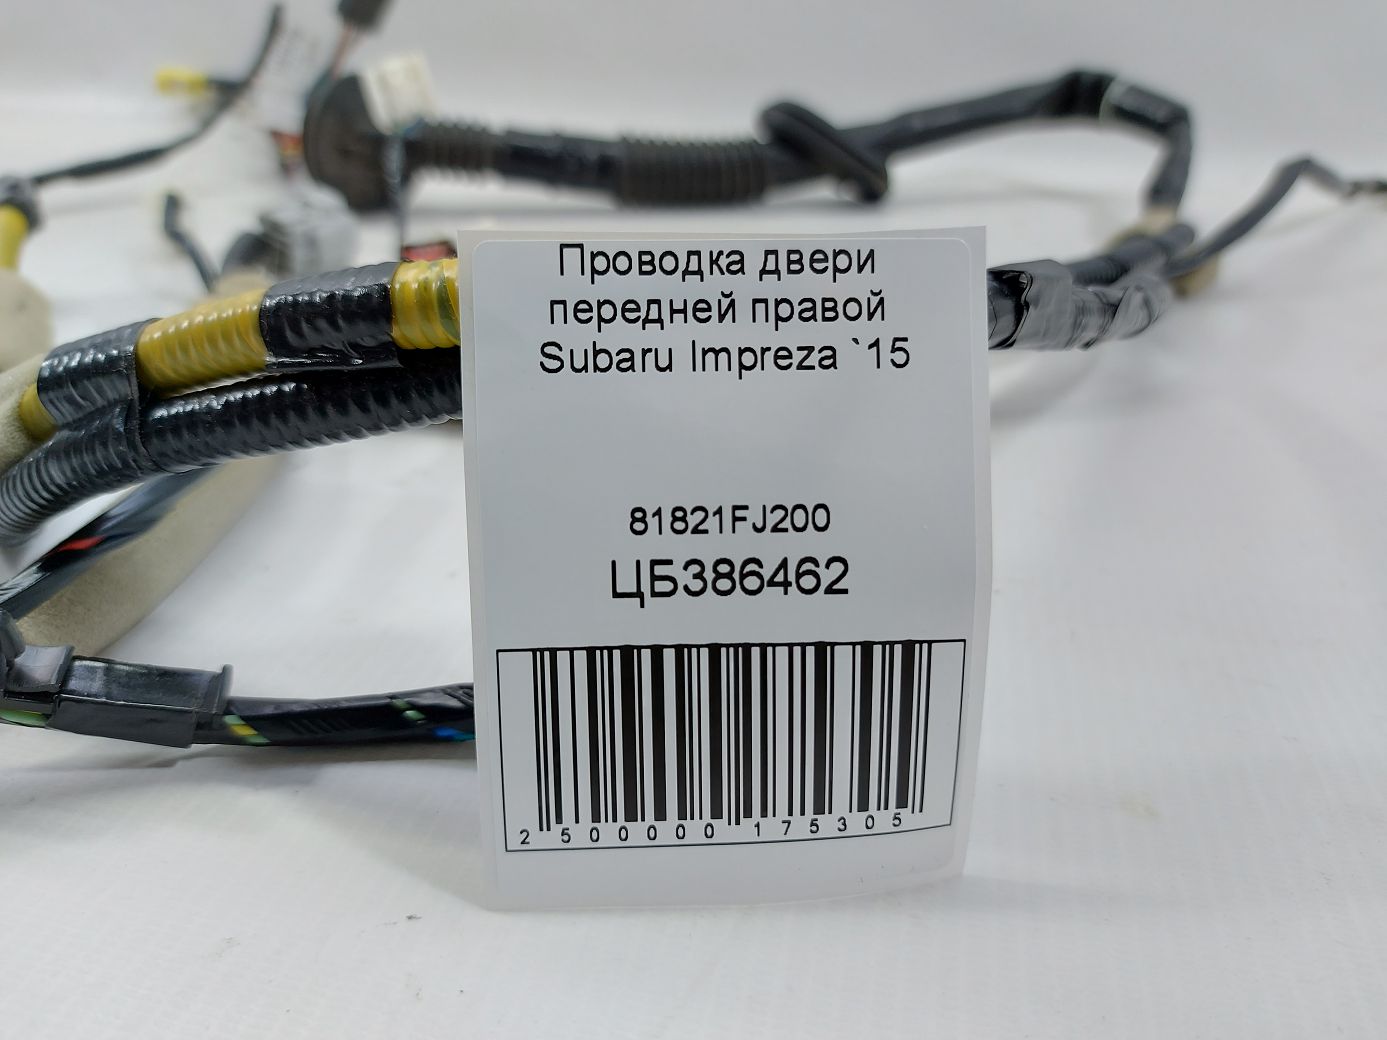 Проводка двери
передней правой
Subaru Impreza `15
81821FJ200
ЦБ386462
2 500000 175305